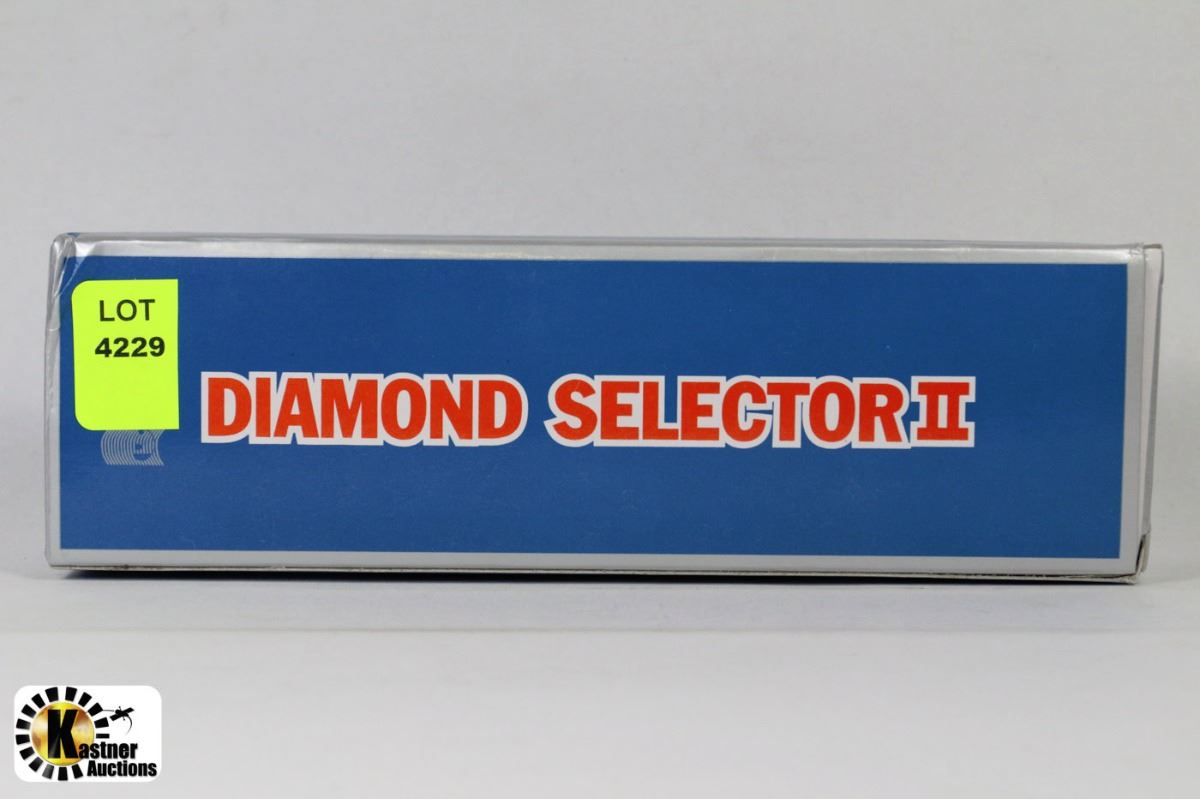 LOT
4229
DIAMOND SELECTOR II
Kastner
Auctions